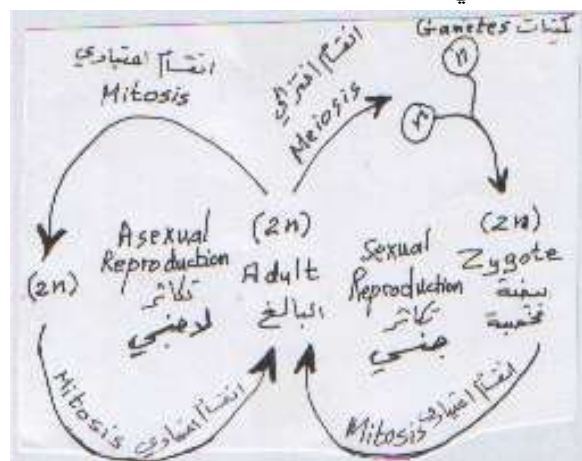 كميتات Gametes
n
n
انقسام اعتيادي
Mitosis
انقسام اختزالي
Meiosis
(2n)
Asexual
Reproduction
تكاثر
لاجنسي
(2n)
Adult
البالغ
Sexual
Reproduction
تكاثر
جنسي
(2n)
Zygote
بيضة
مخصبة
Mitosis انقسام اعتيادي
Mitosis انقسام اعتيادي